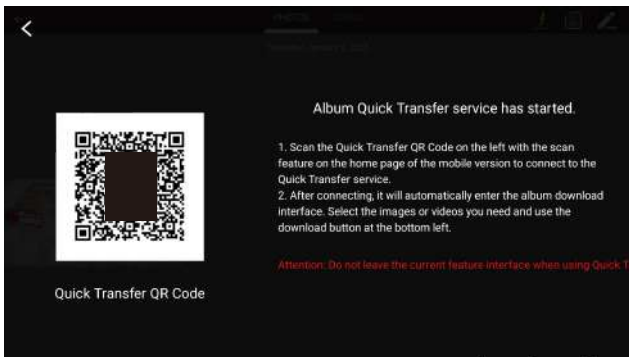 Album Quick Transfer service has started.
1. Scan the Quick Transfer QR Code on the left with the scan
feature on the home page of the mobile version to connect to the
Quick Transfer service.
2. After connecting, it will automatically enter the album download
interface. Select the images or videos you need and use the
download button at the bottom left.
Attention: Do not leave the current feature interface when using Quick T
Quick Transfer QR Code